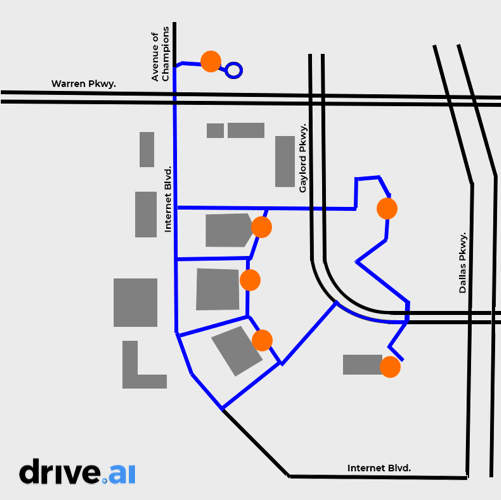 Avenue of
Champions
Warren Pkwy.
Gaylord Pkwy.
Internet Blvd.
Dallas Pkwy.
Internet Blvd.
drive.ai